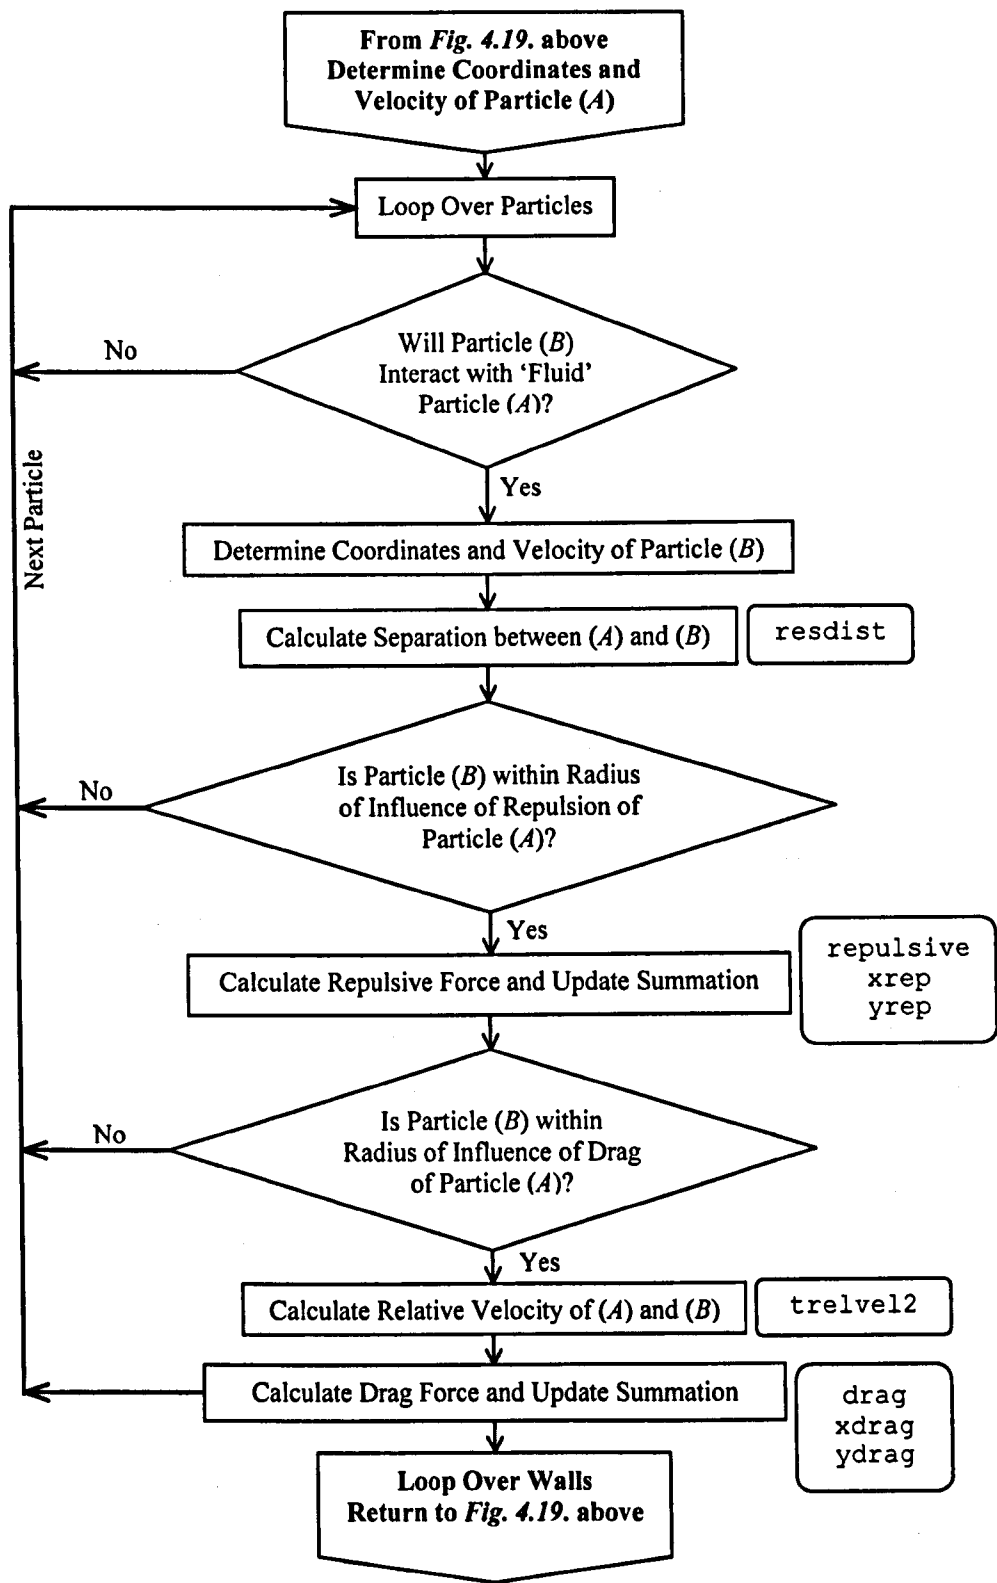 From Fig. 4.19. above
Determine Coordinates and
Velocity of Particle (A)
Loop Over Particles
Will Particle (B)
Interact with ‘Fluid’
Particle (A)?
No
Yes
Next Particle
Determine Coordinates and Velocity of Particle (B)
Calculate Separation between (A) and (B)
resdist
Is Particle (B) within Radius
of Influence of Repulsion of
Particle (A)?
No
Yes
Calculate Repulsive Force and Update Summation
repulsive
xrep
yrep
Is Particle (B) within
Radius of Influence of Drag
of Particle (A)?
No
Yes
Calculate Relative Velocity of (A) and (B)
trelvel2
Calculate Drag Force and Update Summation
drag
xdrag
ydrag
Loop Over Walls
Return to Fig. 4.19. above